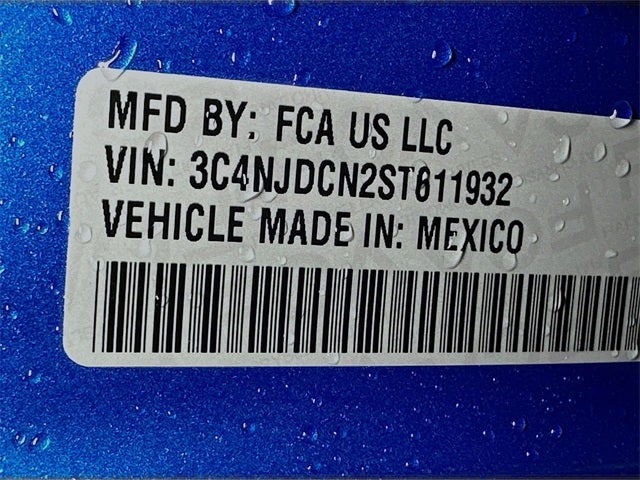 MFD BY: FCA US LLC
VIN: 3C4NJDCN2ST611932
VEHICLE MADE IN: MEXICO